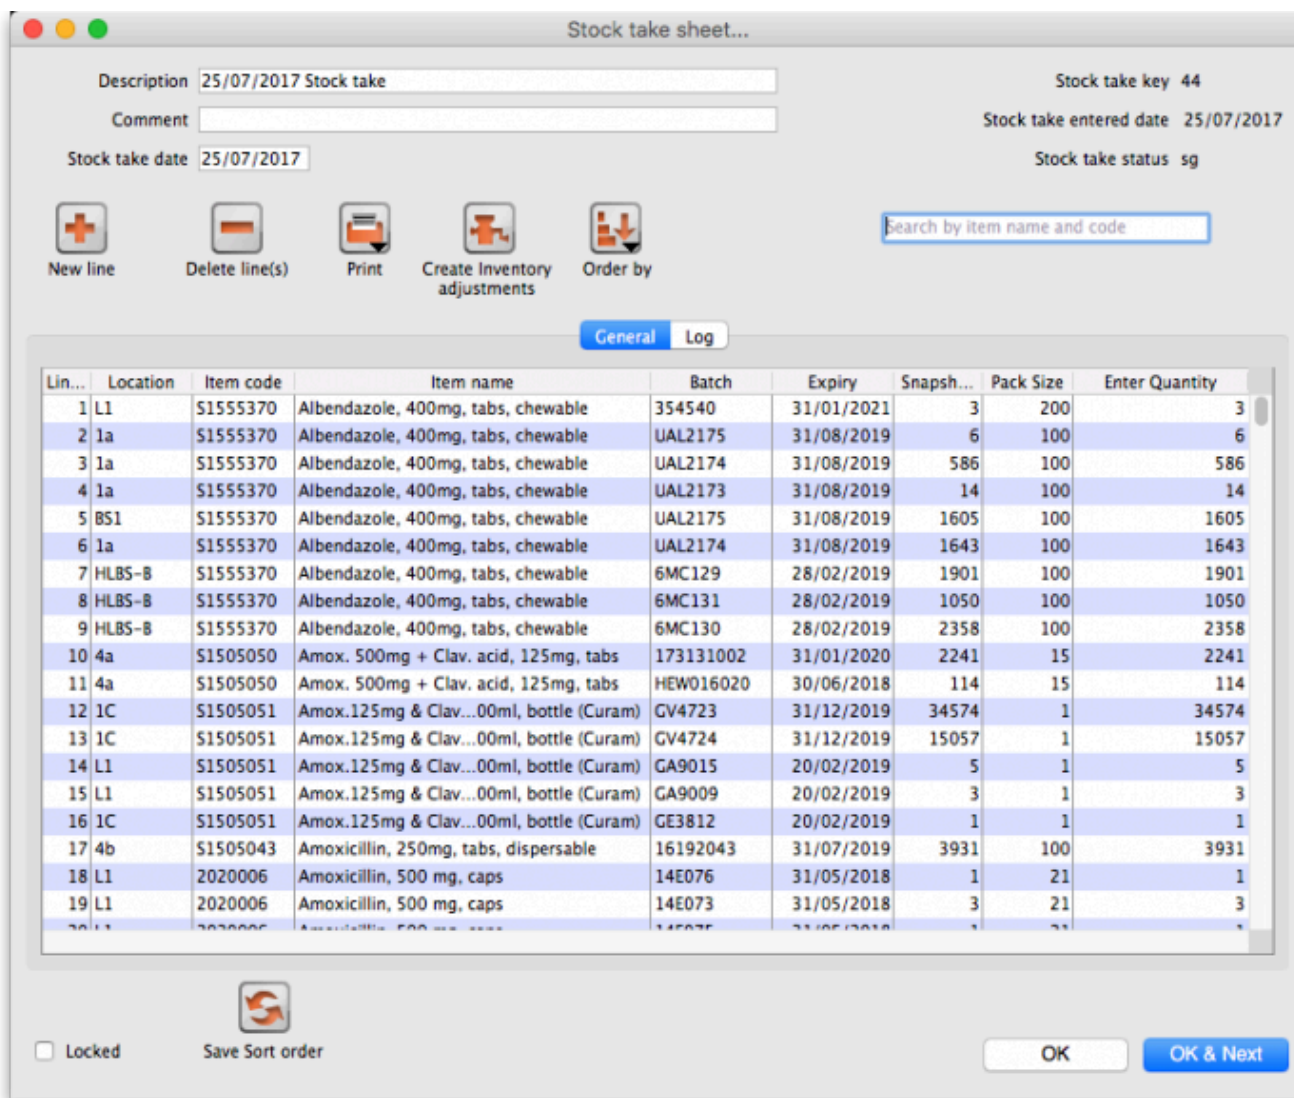 Stock take sheet...
Description 25/07/2017 Stock take Stock take key 44
Comment Stock take entered date 25/07/2017
Stock take date 25/07/2017 Stock take status sg
Search by item name and code
New line Delete line(s) Print Create Inventory adjustments Order by
General Log
Lin... Location Item code Item name Batch Expiry Snapsh... Pack Size Enter Quantity
1 L1 S1555370 Albendazole, 400mg, tabs, chewable 354540 31/01/2021 3 200 3
2 1a S1555370 Albendazole, 400mg, tabs, chewable UAL2175 31/08/2019 6 100 6
3 1a S1555370 Albendazole, 400mg, tabs, chewable UAL2174 31/08/2019 586 100 586
4 1a S1555370 Albendazole, 400mg, tabs, chewable UAL2173 31/08/2019 14 100 14
5 BS1 S1555370 Albendazole, 400mg, tabs, chewable UAL2175 31/08/2019 1605 100 1605
6 1a S1555370 Albendazole, 400mg, tabs, chewable UAL2174 31/08/2019 1643 100 1643
7 HLBS-B S1555370 Albendazole, 400mg, tabs, chewable 6MC129 28/02/2019 1901 100 1901
8 HLBS-B S1555370 Albendazole, 400mg, tabs, chewable 6MC131 28/02/2019 1050 100 1050
9 HLBS-B S1555370 Albendazole, 400mg, tabs, chewable 6MC130 28/02/2019 2358 100 2358
10 4a S1505050 Amox. 500mg + Clav. acid, 125mg, tabs 173131002 31/01/2020 2241 15 2241
11 4a S1505050 Amox. 500mg + Clav. acid, 125mg, tabs HEW016020 30/06/2018 114 15 114
12 1C S1505051 Amox.125mg & Clav...00ml, bottle (Curam) GV4723 31/12/2019 34574 1 34574
13 1C S1505051 Amox.125mg & Clav...00ml, bottle (Curam) GV4724 31/12/2019 15057 1 15057
14 L1 S1505051 Amox.125mg & Clav...00ml, bottle (Curam) GA9015 20/02/2019 5 1 5
15 L1 S1505051 Amox.125mg & Clav...00ml, bottle (Curam) GA9009 20/02/2019 3 1 3
16 1C S1505051 Amox.125mg & Clav...00ml, bottle (Curam) GE3812 20/02/2019 1 1 1
17 4b S1505043 Amoxicillin, 250mg, tabs, dispersable 16192043 31/07/2019 3931 100 3931
18 L1 2020006 Amoxicillin, 500 mg, caps 14E076 31/05/2018 1 21 1
19 L1 2020006 Amoxicillin, 500 mg, caps 14E073 31/05/2018 3 21 3
Locked Save Sort order OK OK & Next